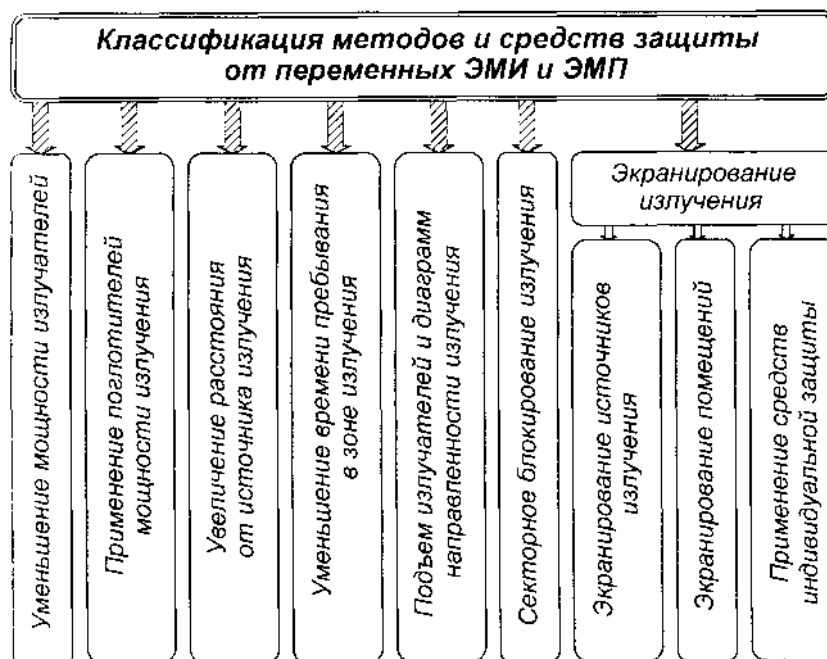 Классификация методов и средств защиты
от переменных ЭМИ и ЭМП
Уменьшение мощности излучателей
Применение поглотителей
мощности излучения
Увеличение расстояния
от источника излучения
Уменьшение времени пребывания
в зоне излучения
Подъем излучателей и диаграмм
направленности излучения
Секторное блокирование излучения
Экранирование
излучения
Экранирование источников
излучения
Экранирование помещений
Применение средств
индивидуальной защиты